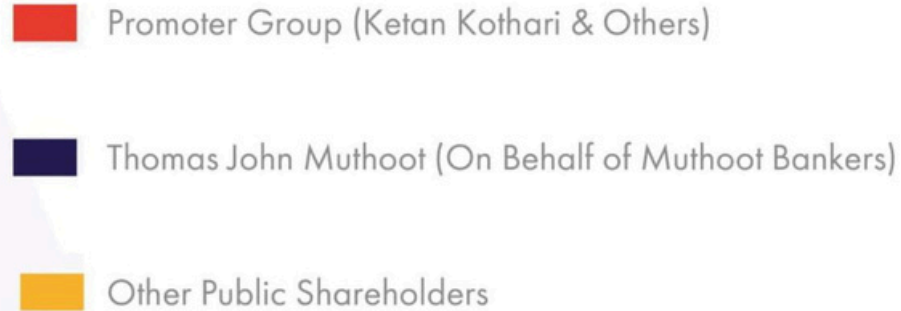 Promoter Group (Ketan Kothari & Others)
Thomas John Muthoot (On Behalf of Muthoot Bankers)
Other Public Shareholders